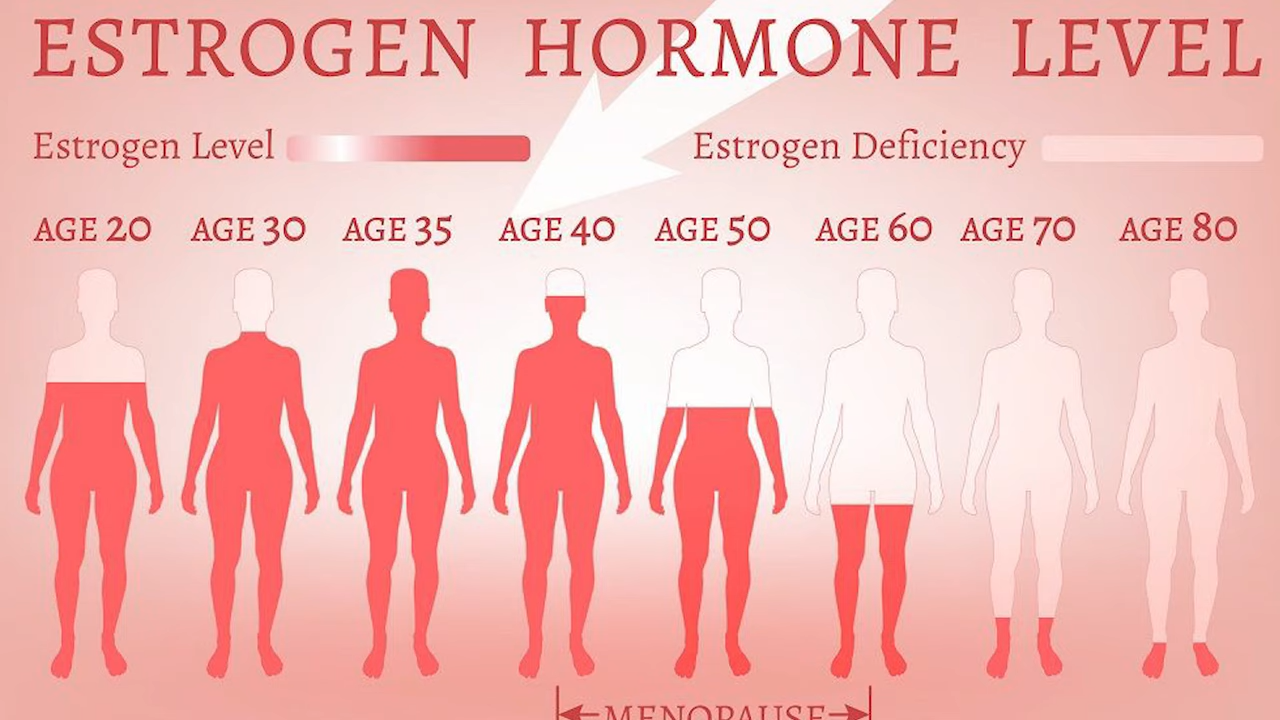 ESTROGEN HORMONE LEVEL
Estrogen Level Estrogen Deficiency
AGE 20 AGE 30 AGE 35 AGE 40 AGE 50 AGE 60 AGE 70 AGE 80
MENOPAUSE